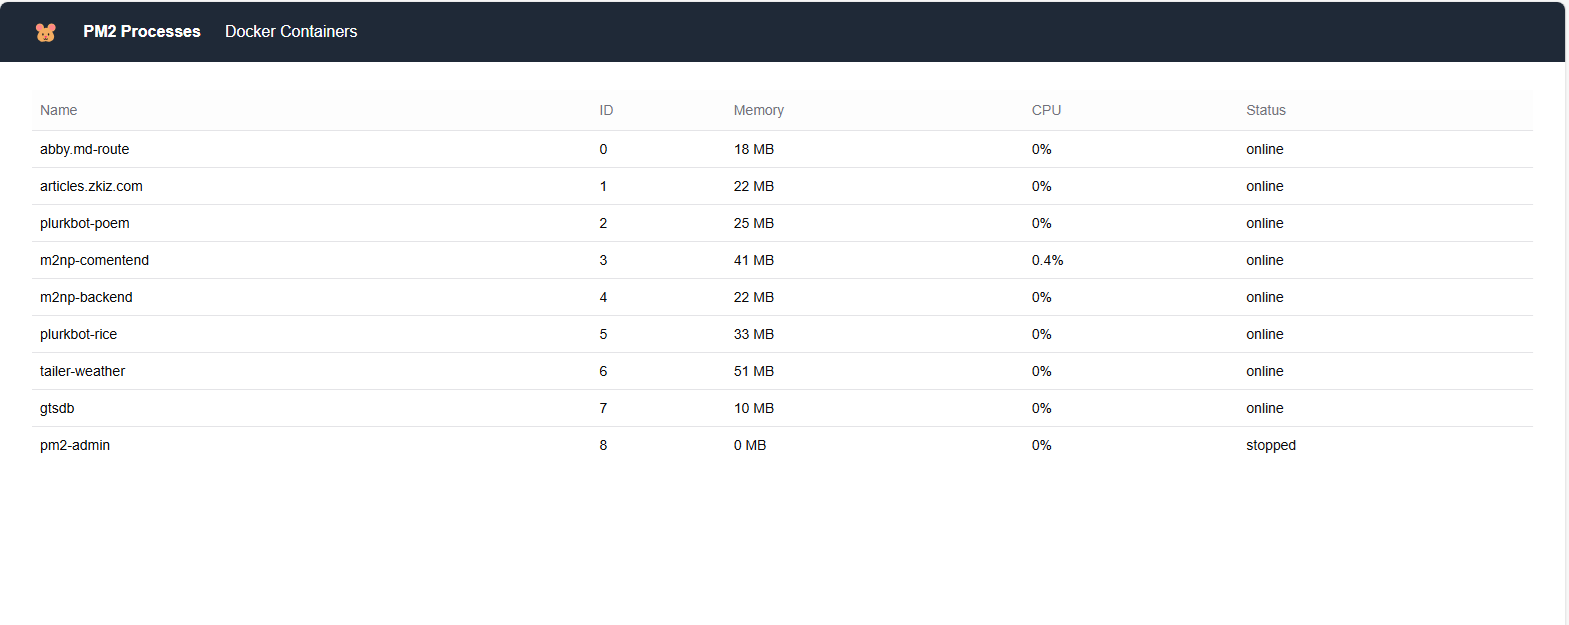 PM2 Processes Docker Containers
Name ID Memory CPU Status
abby.md-route 0 18 MB 0% online
articles.zkiz.com 1 22 MB 0% online
plurkbot-poem 2 25 MB 0% online
m2np-comentend 3 41 MB 0.4% online
m2np-backend 4 22 MB 0% online
plurkbot-rice 5 33 MB 0% online
tailer-weather 6 51 MB 0% online
gtsdb 7 10 MB 0% online
pm2-admin 8 0 MB 0% stopped